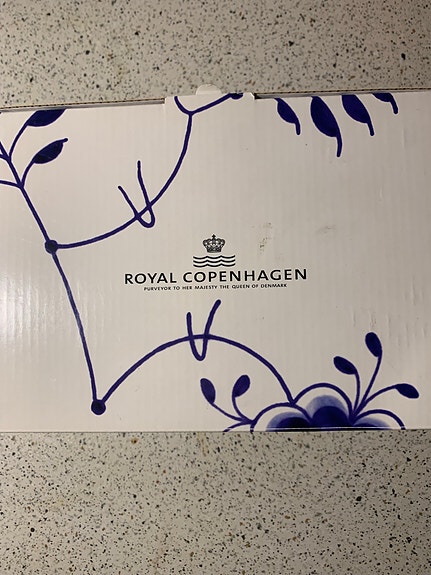 ROYAL COPENHAGEN
PURVEYOR TO HER MAJESTY THE QUEEN OF DENMARK